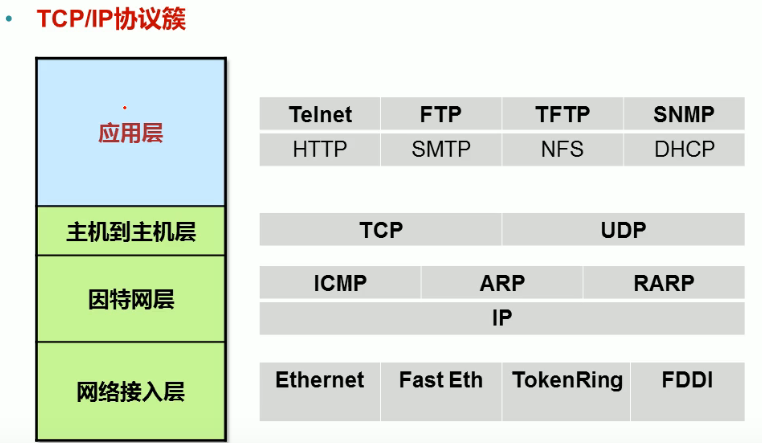 • TCP/IP协议簇
应用层
Telnet FTP TFTP SNMP
HTTP SMTP NFS DHCP
主机到主机层
TCP UDP
因特网层
ICMP ARP RARP
IP
网络接入层
Ethernet Fast Eth TokenRing FDDI